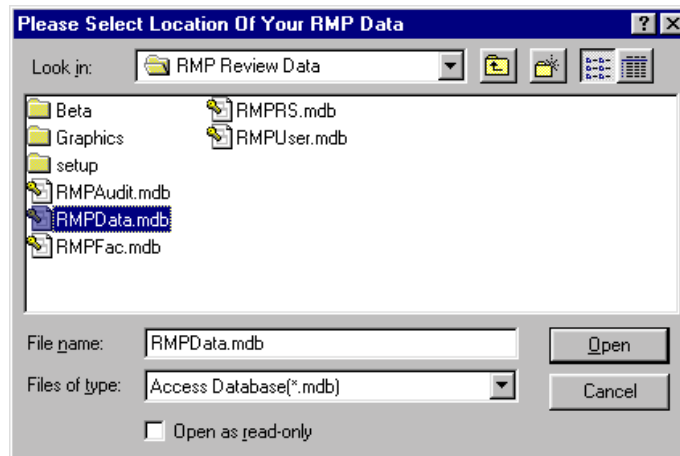 Please Select Location Of Your RMP Data
Look in: RMP Review Data
Beta RMPRS.mdb
Graphics RMPUser.mdb
setup
RMPAudit.mdb
RMPData.mdb
RMPFac.mdb
File name: RMPData.mdb Open
Files of type: Access Database(*.mdb) Cancel
Open as read-only